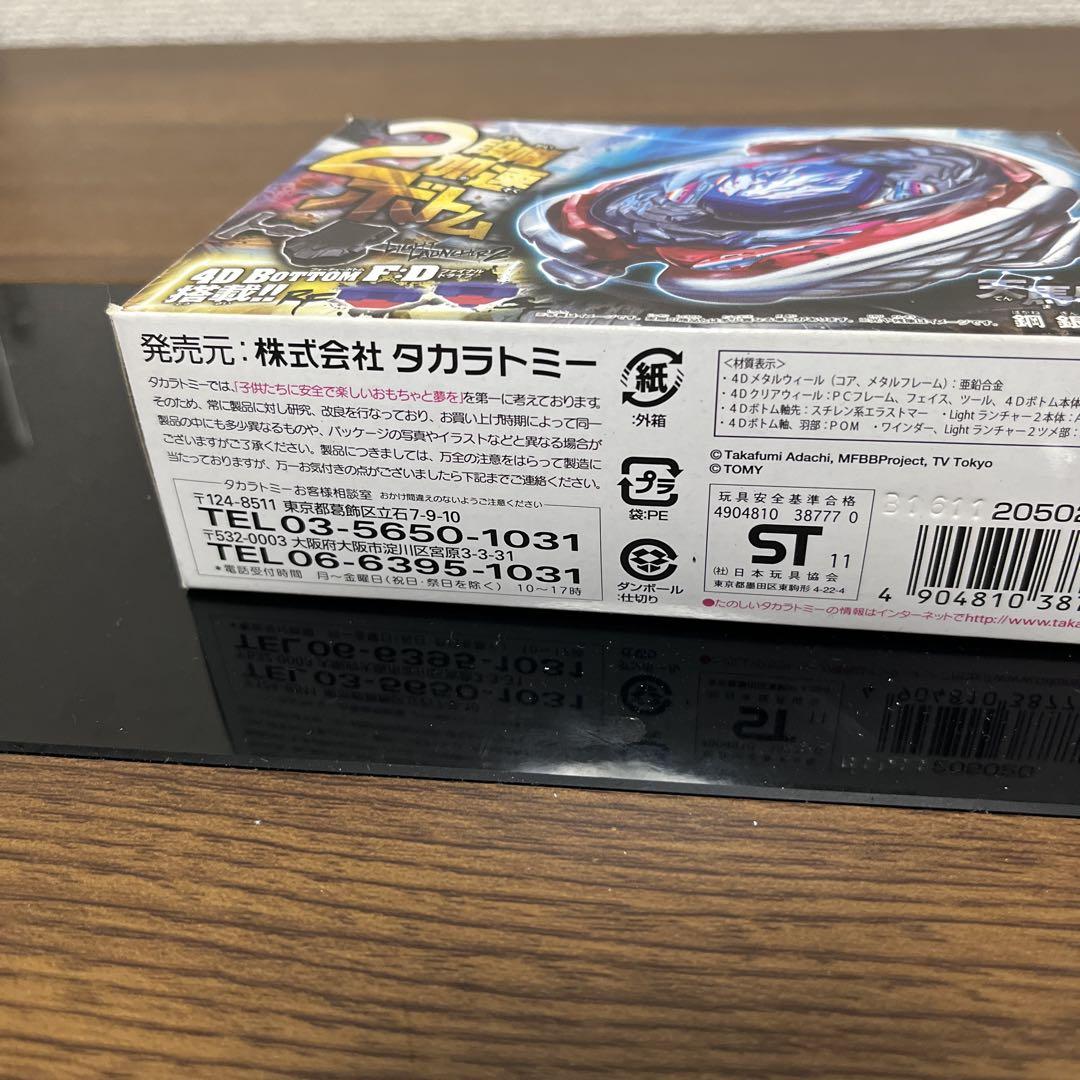 2
ボトム
4D BOTTOM F:D
搭載!!
発売元:株式会社 タカラトミー
タカラトミーでは、「子供たちに安全で楽しいおもちゃと夢を」を第一に考えております。
そのため、常に製品に対し研究、改良を行なっており、お買い上げ時期によって同一
製品の中にも多少異なるものや、パッケージの写真やイラストなどと異なる場合が
ございますがご了承ください。製品につきましては、万全の注意をはらって製造に
当たっておりますが、万一お気付きの点がございましたら下記までご連絡ください。
タカラトミーお客様相談室 おかけ間違えのないようご注意ください
〒124-8511 東京都葛飾区立石7-9-10
TEL03-5650-1031
〒532-0003 大阪府大阪市淀川区宮原3-3-31
TEL06-6395-1031
*電話受付時間 月〜金曜日(祝日・祭日を除く) 10〜17時
紙
:外箱
プラ
袋:PE
ダンボール
:仕切り
<材質表示>
・4Dメタルウィール(コア、メタルフレーム):亜鉛合金
・4Dクリアウィール:PCフレーム、フェイス、ツール、4Dボトム本体
・4Dボトム軸先:スチレン系エラストマー ・Light ランチャー2本体:A
・4Dボトム軸、羽部:POM ・ワインダー、Light ランチャー2ツメ部:
©Takafumi Adachi, MFBBProject, TV Tokyo
©TOMY
玩具安全基準合格
4904810 38777 0
ST 11
(社)日本玩具協会
東京都墨田区東駒形4-22-4
B1611 20502
4 904810 387
●たのしいタカラトミーの情報はインターネットでhttp://www.taka